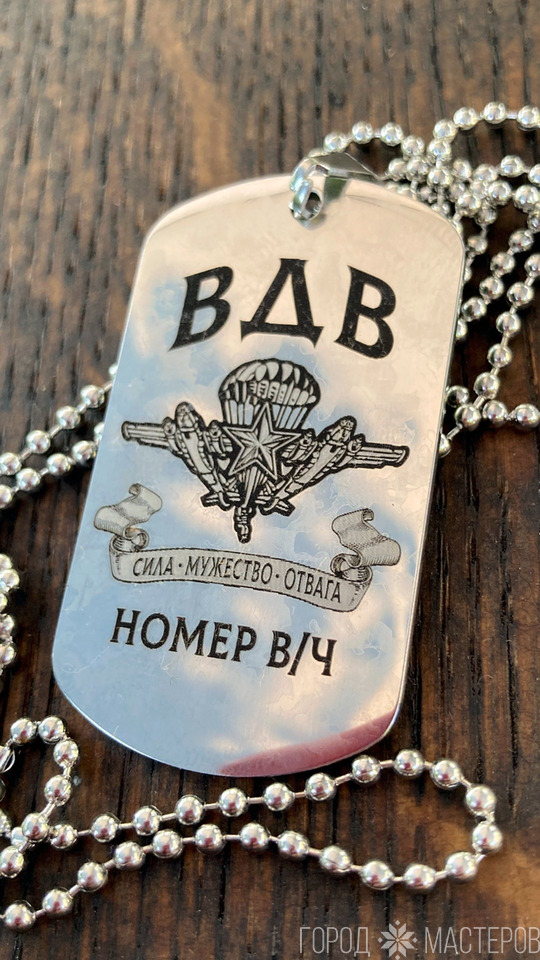 ВДВ
СИЛА · МУЖЕСТВО · ОТВАГА
НОМЕР В/Ч
ГОРОД МАСТЕРОВ